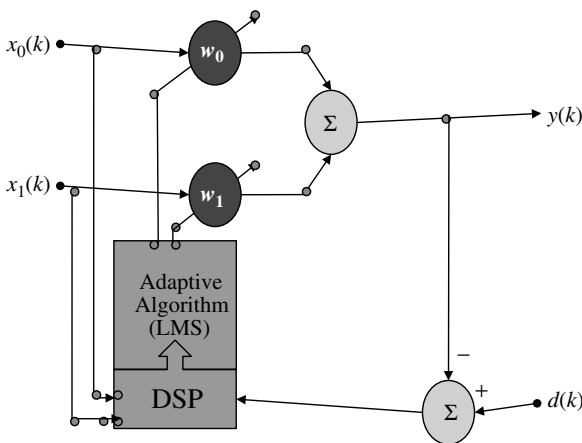 x₀(k)
w₀
Σ
y(k)
x₁(k)
w₁
Adaptive
Algorithm
(LMS)
−
DSP
+
d(k)
Σ